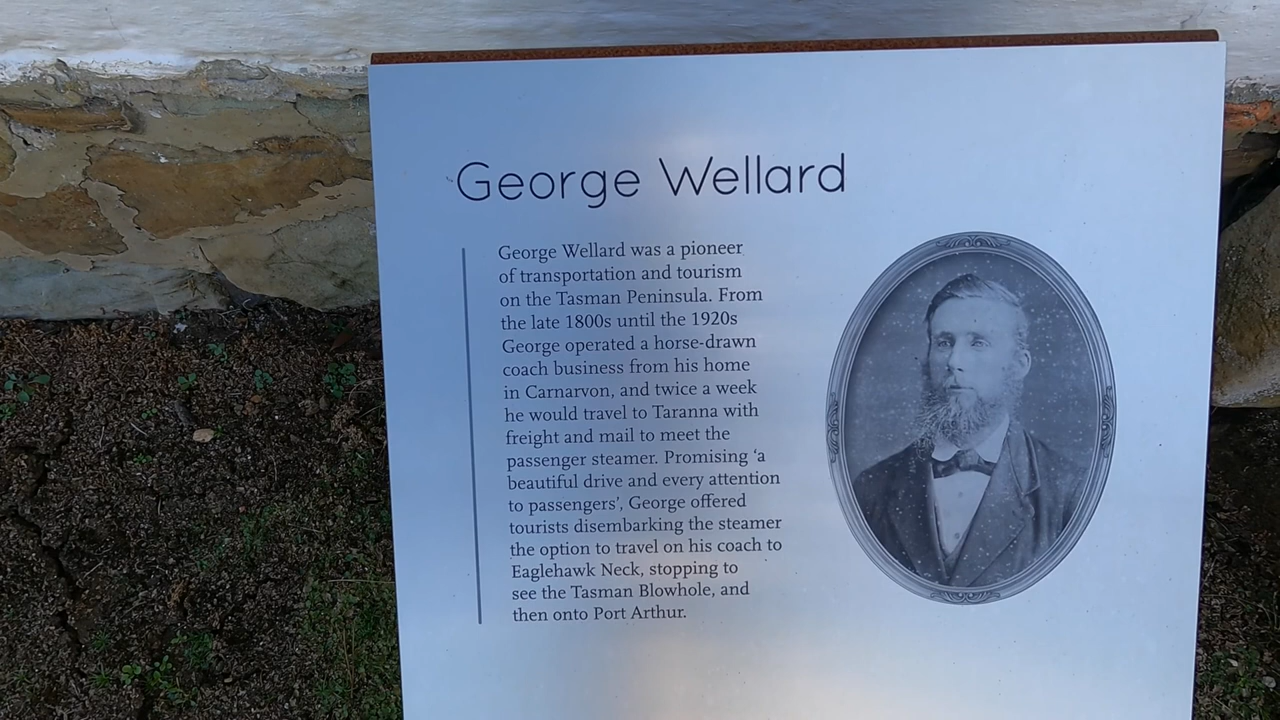 George Wellard
George Wellard was a pioneer
of transportation and tourism
on the Tasman Peninsula. From
the late 1800s until the 1920s
George operated a horse-drawn
coach business from his home
in Carnarvon, and twice a week
he would travel to Taranna with
freight and mail to meet the
passenger steamer. Promising ‘a
beautiful drive and every attention
to passengers’, George offered
tourists disembarking the steamer
the option to travel on his coach to
Eaglehawk Neck, stopping to
see the Tasman Blowhole, and
then onto Port Arthur.